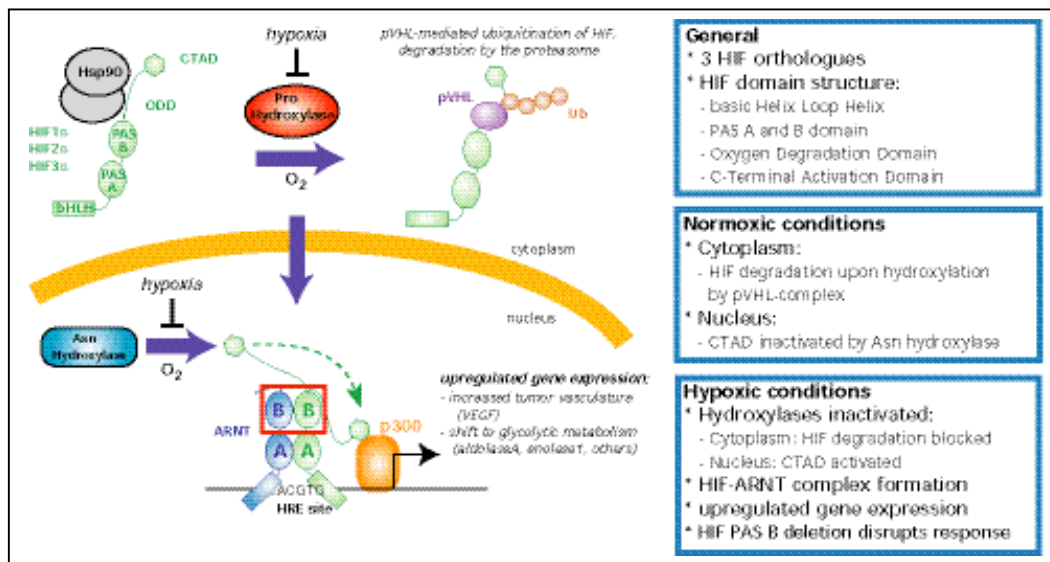 hypoxia
pVHL-mediated ubiquitination of HIF,
degradation by the proteasome
Hsp90
CTAD
ODD
Pro
Hydroxylase
pVHL
Ub
HIF1α
HIF2α
HIF3α
PAS
B
PAS
A
bHLH
O2
cytoplasm
nucleus
hypoxia
Asn
Hydroxylase
O2
B
B
ARNT
A
A
ACGTG
HRE site
p300
upregulated gene expression:
- increased tumor vasculature
(VEGF)
- shift to glycolytic metabolism
(aldolaseA, enolase1, others)
General
* 3 HIF orthologues
* HIF domain structure:
- basic Helix Loop Helix
- PAS A and B domain
- Oxygen Degradation Domain
- C-Terminal Activation Domain
Normoxic conditions
* Cytoplasm:
- HIF degradation upon hydroxylation
by pVHL-complex
* Nucleus:
- CTAD inactivated by Asn hydroxylase
Hypoxic conditions
* Hydroxylases inactivated:
- Cytoplasm: HIF degradation blocked
- Nucleus: CTAD activated
* HIF-ARNT complex formation
* upregulated gene expression
* HIF PAS B deletion disrupts response